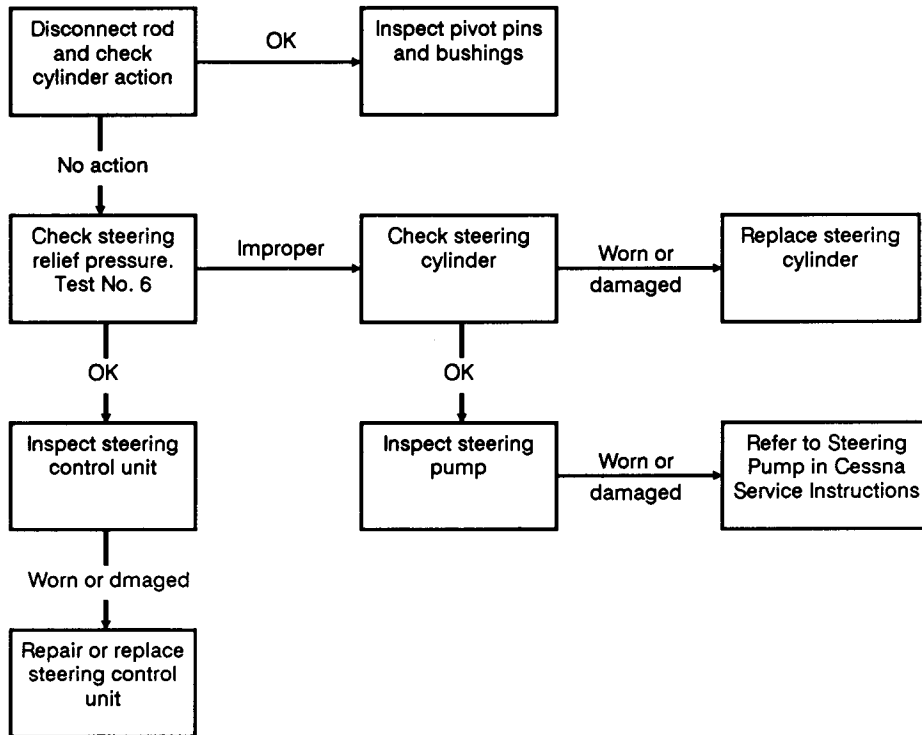 Disconnect rod
and check
cylinder action
OK
Inspect pivot pins
and bushings
No action
Check steering
relief pressure.
Test No. 6
Improper
Check steering
cylinder
Worn or
damaged
Replace steering
cylinder
OK
OK
Inspect steering
control unit
Inspect steering
pump
Worn or
damaged
Refer to Steering
Pump in Cessna
Service Instructions
Worn or dmaged
Repair or replace
steering control
unit